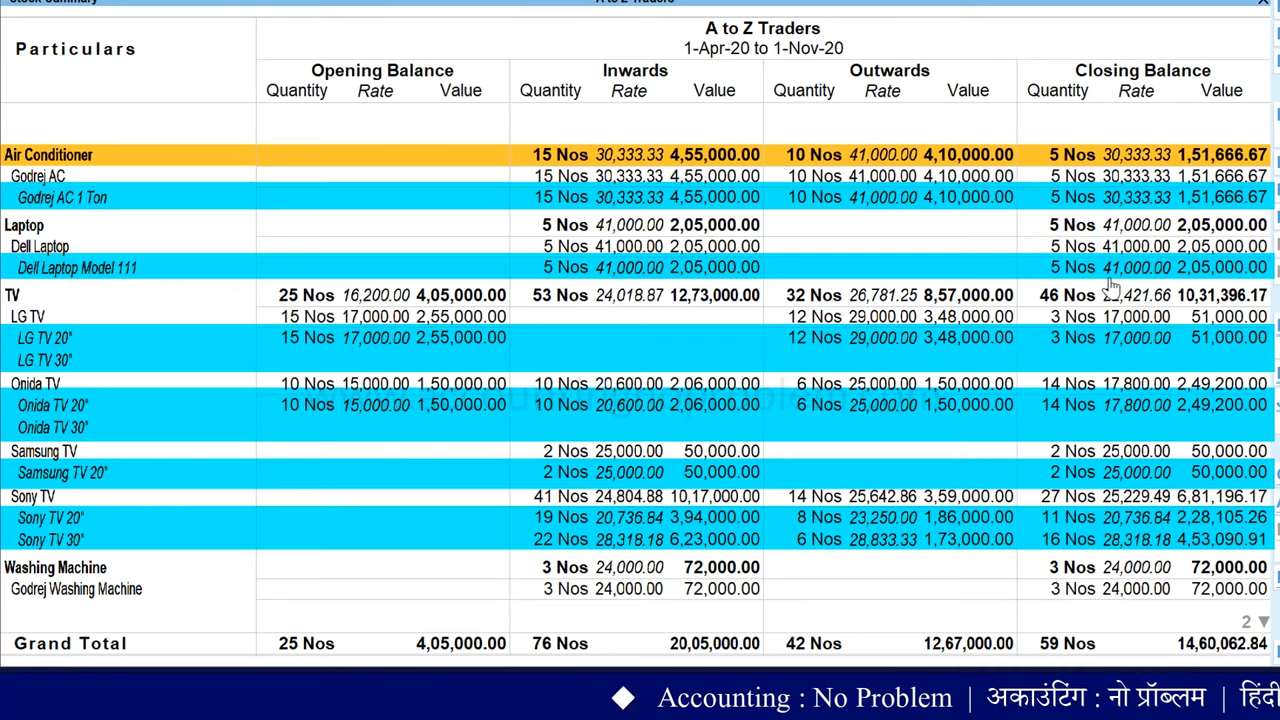 Stock Summary A to Z Traders
Particulars
A to Z Traders
1-Apr-20 to 1-Nov-20
Opening Balance Inwards Outwards Closing Balance
Quantity Rate Value Quantity Rate Value Quantity Rate Value Quantity Rate Value
Air Conditioner 15 Nos 30,333.33 4,55,000.00 10 Nos 41,000.00 4,10,000.00 5 Nos 30,333.33 1,51,666.67
Godrej AC 15 Nos 30,333.33 4,55,000.00 10 Nos 41,000.00 4,10,000.00 5 Nos 30,333.33 1,51,666.67
Godrej AC 1 Ton 15 Nos 30,333.33 4,55,000.00 10 Nos 41,000.00 4,10,000.00 5 Nos 30,333.33 1,51,666.67
Laptop 5 Nos 41,000.00 2,05,000.00 5 Nos 41,000.00 2,05,000.00
Dell Laptop 5 Nos 41,000.00 2,05,000.00 5 Nos 41,000.00 2,05,000.00
Dell Laptop Model 111 5 Nos 41,000.00 2,05,000.00 5 Nos 41,000.00 2,05,000.00
TV 25 Nos 16,200.00 4,05,000.00 53 Nos 24,018.87 12,73,000.00 32 Nos 26,781.25 8,57,000.00 46 Nos 10,31,396.17
LG TV 15 Nos 17,000.00 2,55,000.00 12 Nos 29,000.00 3,48,000.00 3 Nos 17,000.00 51,000.00
LG TV 20" 15 Nos 17,000.00 2,55,000.00 12 Nos 29,000.00 3,48,000.00 3 Nos 17,000.00 51,000.00
LG TV 30"
Onida TV 10 Nos 15,000.00 1,50,000.00 10 Nos 20,600.00 2,06,000.00 6 Nos 25,000.00 1,50,000.00 14 Nos 17,800.00 2,49,200.00
Onida TV 20" 10 Nos 15,000.00 1,50,000.00 10 Nos 20,600.00 2,06,000.00 6 Nos 25,000.00 1,50,000.00 14 Nos 17,800.00 2,49,200.00
Onida TV 30"
Samsung TV 2 Nos 25,000.00 50,000.00 2 Nos 25,000.00 50,000.00
Samsung TV 20" 2 Nos 25,000.00 50,000.00 2 Nos 25,000.00 50,000.00
Sony TV 41 Nos 24,804.88 10,17,000.00 14 Nos 25,642.86 3,59,000.00 27 Nos 25,229.49 6,81,196.17
Sony TV 20" 19 Nos 20,736.84 3,94,000.00 8 Nos 23,250.00 1,86,000.00 11 Nos 20,736.84 2,28,105.26
Sony TV 30" 22 Nos 28,318.18 6,23,000.00 6 Nos 28,833.33 1,73,000.00 16 Nos 28,318.18 4,53,090.91
Washing Machine 3 Nos 24,000.00 72,000.00 3 Nos 24,000.00 72,000.00
Godrej Washing Machine 3 Nos 24,000.00 72,000.00 3 Nos 24,000.00 72,000.00
2 ▼
Grand Total 25 Nos 4,05,000.00 76 Nos 20,05,000.00 42 Nos 12,67,000.00 59 Nos 14,60,062.84
◆ Accounting : No Problem | अकाउंटिंग : नो प्रॉब्लम | हिंदी